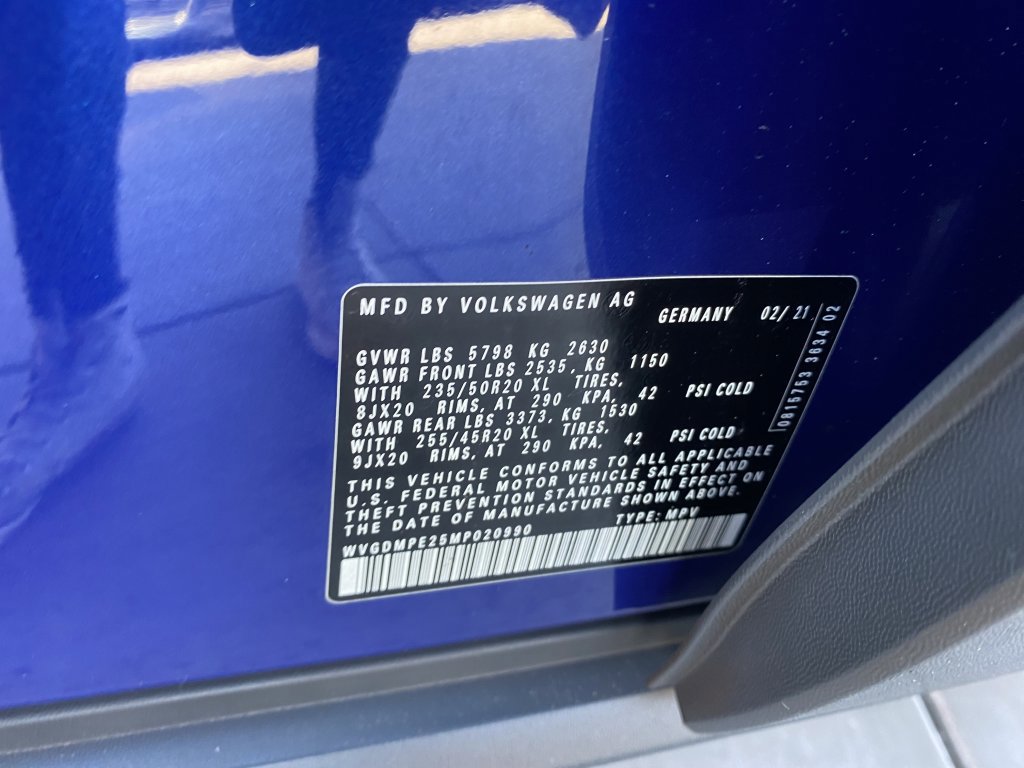 MFD BY VOLKSWAGEN AG
GERMANY 02/21
GVWR LBS 5798 KG 2630
GAWR FRONT LBS 2535, KG 1150
WITH 235/50R20 XL TIRES,
8JX20 RIMS, AT 290 KPA, 42 PSI COLD
GAWR REAR LBS 3373, KG 1530
WITH 255/45R20 XL TIRES,
9JX20 RIMS, AT 290 KPA, 42 PSI COLD
THIS VEHICLE CONFORMS TO ALL APPLICABLE
U.S. FEDERAL MOTOR VEHICLE SAFETY AND
THEFT PREVENTION STANDARDS IN EFFECT ON
THE DATE OF MANUFACTURE SHOWN ABOVE.
WVGDMPE25MP020990 TYPE: MPV
0815753 3634 02